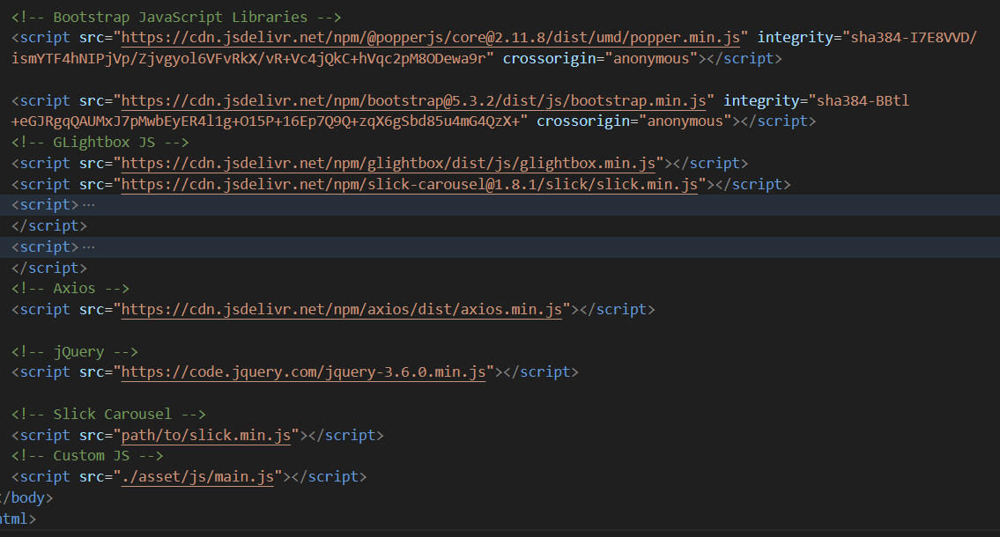 <!-- Bootstrap JavaScript Libraries -->
<script src="https://cdn.jsdelivr.net/npm/@popperjs/core@2.11.8/dist/umd/popper.min.js" integrity="sha384-I7E8VVD/
ismYTF4hNIPjVp/Zjvgyol6VFvRkX/vR+Vc4jQkC+hVqc2pM8ODewa9r" crossorigin="anonymous"></script>
<script src="https://cdn.jsdelivr.net/npm/bootstrap@5.3.2/dist/js/bootstrap.min.js" integrity="sha384-BBtl
+eGJRgqQAUMxJ7pMwbEyER4l1g+O15P+16Ep7Q9Q+zqX6gSbd85u4mG4QzX+" crossorigin="anonymous"></script>
<!-- GLightbox JS -->
<script src="https://cdn.jsdelivr.net/npm/glightbox/dist/js/glightbox.min.js"></script>
<script src="https://cdn.jsdelivr.net/npm/slick-carousel@1.8.1/slick/slick.min.js"></script>
<script>…
</script>
<script>…
</script>
<!-- Axios -->
<script src="https://cdn.jsdelivr.net/npm/axios/dist/axios.min.js"></script>
<!-- jQuery -->
<script src="https://code.jquery.com/jquery-3.6.0.min.js"></script>
<!-- Slick Carousel -->
<script src="path/to/slick.min.js"></script>
<!-- Custom JS -->
<script src="./asset/js/main.js"></script>
/body>
html>